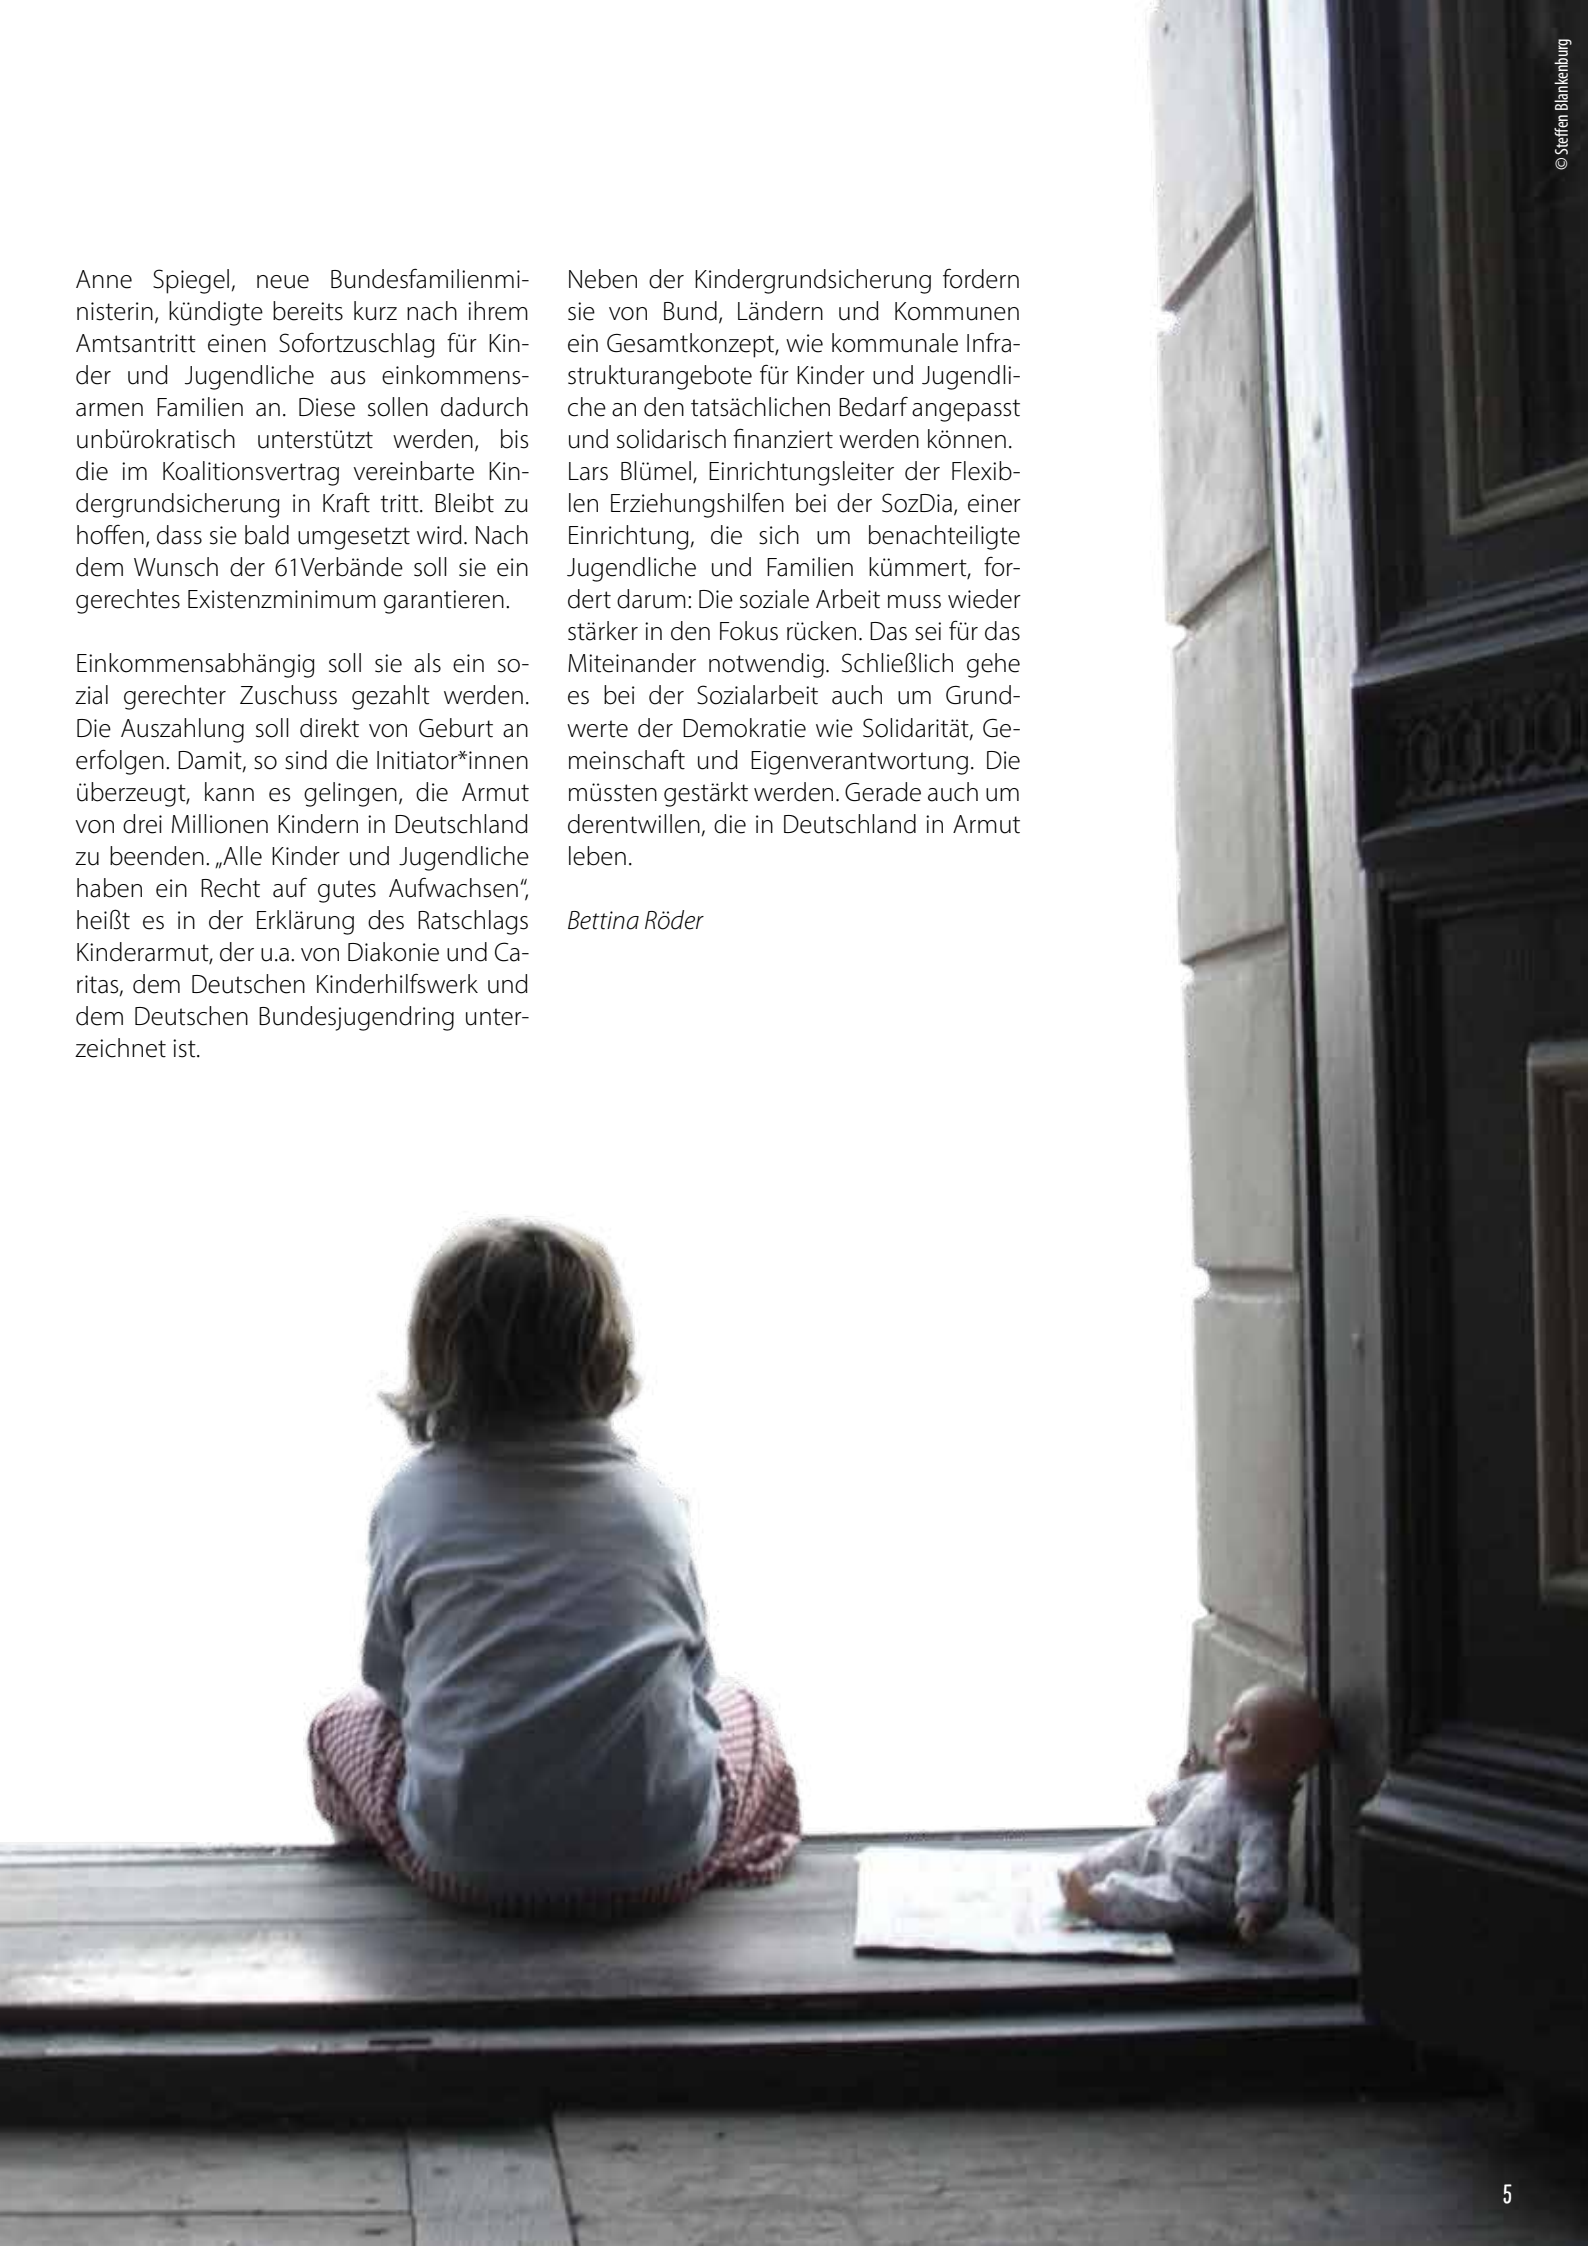 © Steffen Blankenburg
Anne Spiegel, neue Bundesfamilienmi-
nisterin, kündigte bereits kurz nach ihrem
Amtsantritt einen Sofortzuschlag für Kin-
der und Jugendliche aus einkommens-
armen Familien an. Diese sollen dadurch
unbürokratisch unterstützt werden, bis
die im Koalitionsvertrag vereinbarte Kin-
dergrundsicherung in Kraft tritt. Bleibt zu
hoffen, dass sie bald umgesetzt wird. Nach
dem Wunsch der 61Verbände soll sie ein
gerechtes Existenzminimum garantieren.
Einkommensabhängig soll sie als ein so-
zial gerechter Zuschuss gezahlt werden.
Die Auszahlung soll direkt von Geburt an
erfolgen. Damit, so sind die Initiator*innen
überzeugt, kann es gelingen, die Armut
von drei Millionen Kindern in Deutschland
zu beenden. „Alle Kinder und Jugendliche
haben ein Recht auf gutes Aufwachsen“,
heißt es in der Erklärung des Ratschlags
Kinderarmut, der u.a. von Diakonie und Ca-
ritas, dem Deutschen Kinderhilfswerk und
dem Deutschen Bundesjugendring unter-
zeichnet ist.
Neben der Kindergrundsicherung fordern
sie von Bund, Ländern und Kommunen
ein Gesamtkonzept, wie kommunale Infra-
strukturangebote für Kinder und Jugendli-
che an den tatsächlichen Bedarf angepasst
und solidarisch finanziert werden können.
Lars Blümel, Einrichtungsleiter der Flexib-
len Erziehungshilfen bei der SozDia, einer
Einrichtung, die sich um benachteiligte
Jugendliche und Familien kümmert, for-
dert darum: Die soziale Arbeit muss wieder
stärker in den Fokus rücken. Das sei für das
Miteinander notwendig. Schließlich gehe
es bei der Sozialarbeit auch um Grund-
werte der Demokratie wie Solidarität, Ge-
meinschaft und Eigenverantwortung. Die
müssten gestärkt werden. Gerade auch um
derentwillen, die in Deutschland in Armut
leben.
Bettina Röder
5